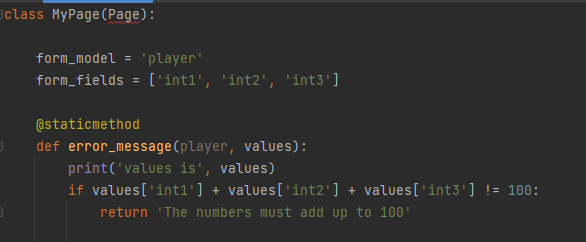 class MyPage(Page):
form_model = 'player'
form_fields = ['int1', 'int2', 'int3']
@staticmethod
def error_message(player, values):
print('values is', values)
if values['int1'] + values['int2'] + values['int3'] != 100:
return 'The numbers must add up to 100'